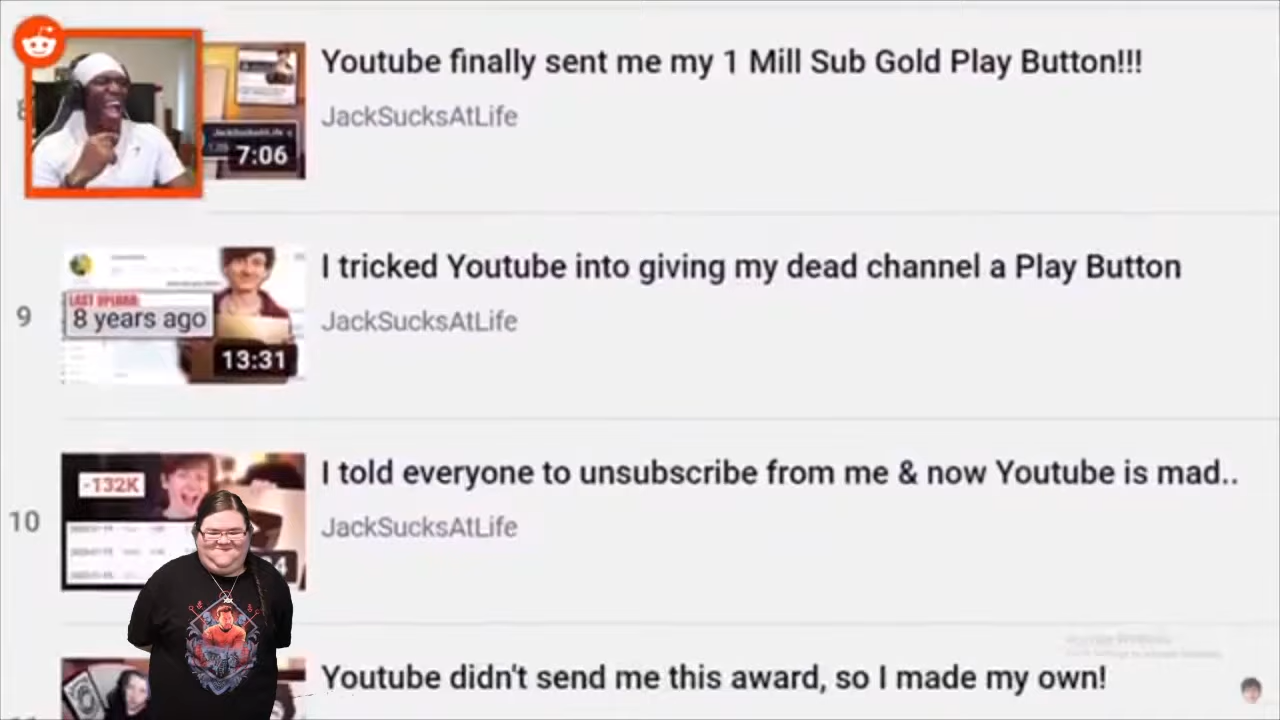 Youtube finally sent me my 1 Mill Sub Gold Play Button!!!
JackSucksAtLife
JackSucksAtLife
7:06
9
I tricked Youtube into giving my dead channel a Play Button
LAST UPLOAD:
8 years ago
JackSucksAtLife
13:31
10
I told everyone to unsubscribe from me & now Youtube is mad..
-132K
JackSucksAtLife
Youtube didn't send me this award, so I made my own!